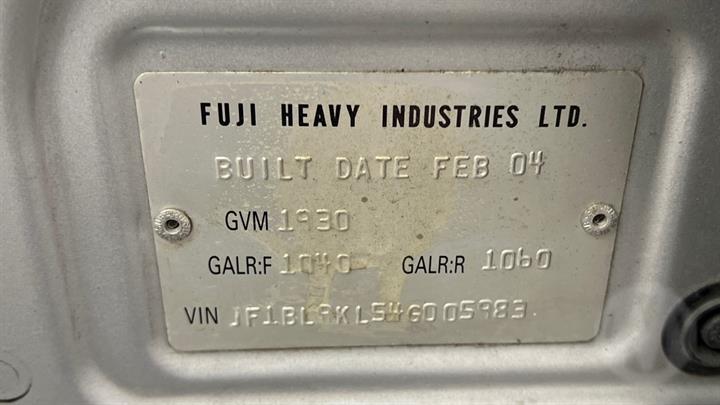 FUJI HEAVY INDUSTRIES LTD.
BUILT DATE FEB 04
GVM 1930
GALR:F 1040 GALR:R 1060
VIN JF1BL9KL54G005983